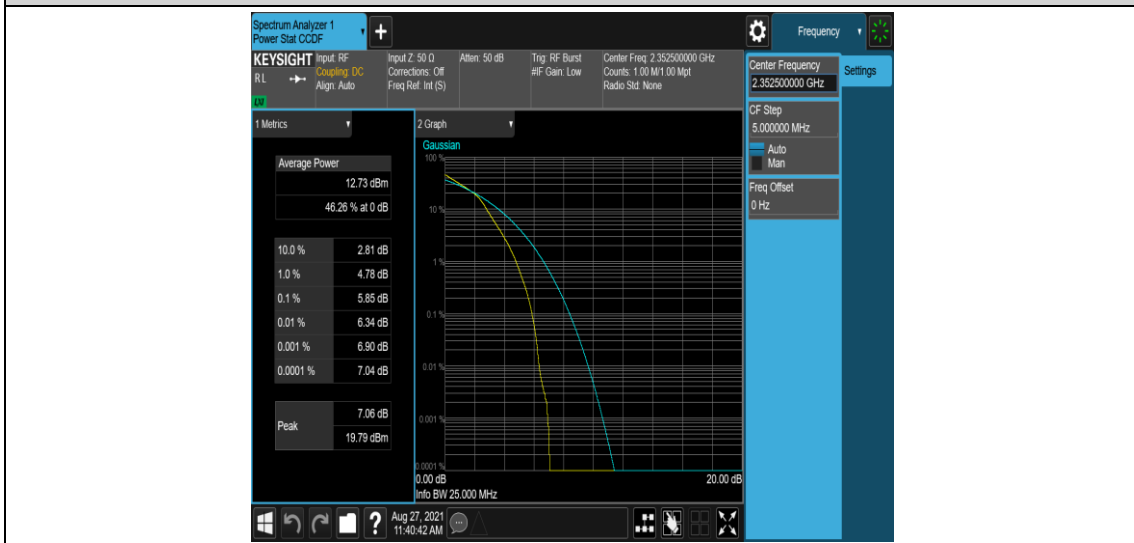 Spectrum Analyzer 1
Power Stat CCDF
+
Frequency
KEYSIGHT
RL
LXI
Input: RF
Coupling: DC
Align: Auto
Input Z: 50 Ω
Corrections: Off
Freq Ref: Int (S)
Atten: 50 dB
Trig: RF Burst
#IF Gain: Low
Center Freq: 2.352500000 GHz
Counts: 1.00 M/1.00 Mpt
Radio Std: None
Center Frequency
2.352500000 GHz
Settings
CF Step
5.000000 MHz
Auto
Man
Freq Offset
0 Hz
1 Metrics
Average Power
12.73 dBm
46.26 % at 0 dB
10.0 % 2.81 dB
1.0 % 4.78 dB
0.1 % 5.85 dB
0.01 % 6.34 dB
0.001 % 6.90 dB
0.0001 % 7.04 dB
Peak
7.06 dB
19.79 dBm
2 Graph
Gaussian
100 %
10 %
1 %
0.1 %
0.01 %
0.001 %
0.0001 %
0.00 dB 20.00 dB
Info BW 25.000 MHz
?
Aug 27, 2021
11:40:42 AM